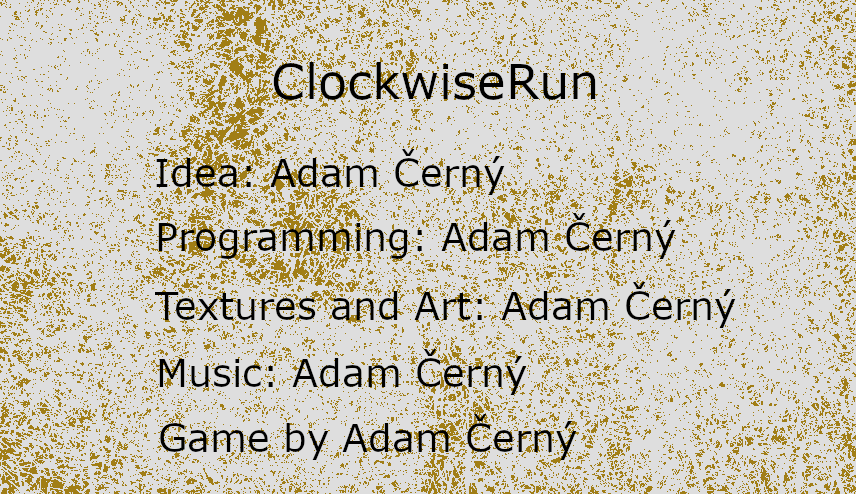 ClockwiseRun
Idea: Adam Černý
Programming: Adam Černý
Textures and Art: Adam Černý
Music: Adam Černý
Game by Adam Černý